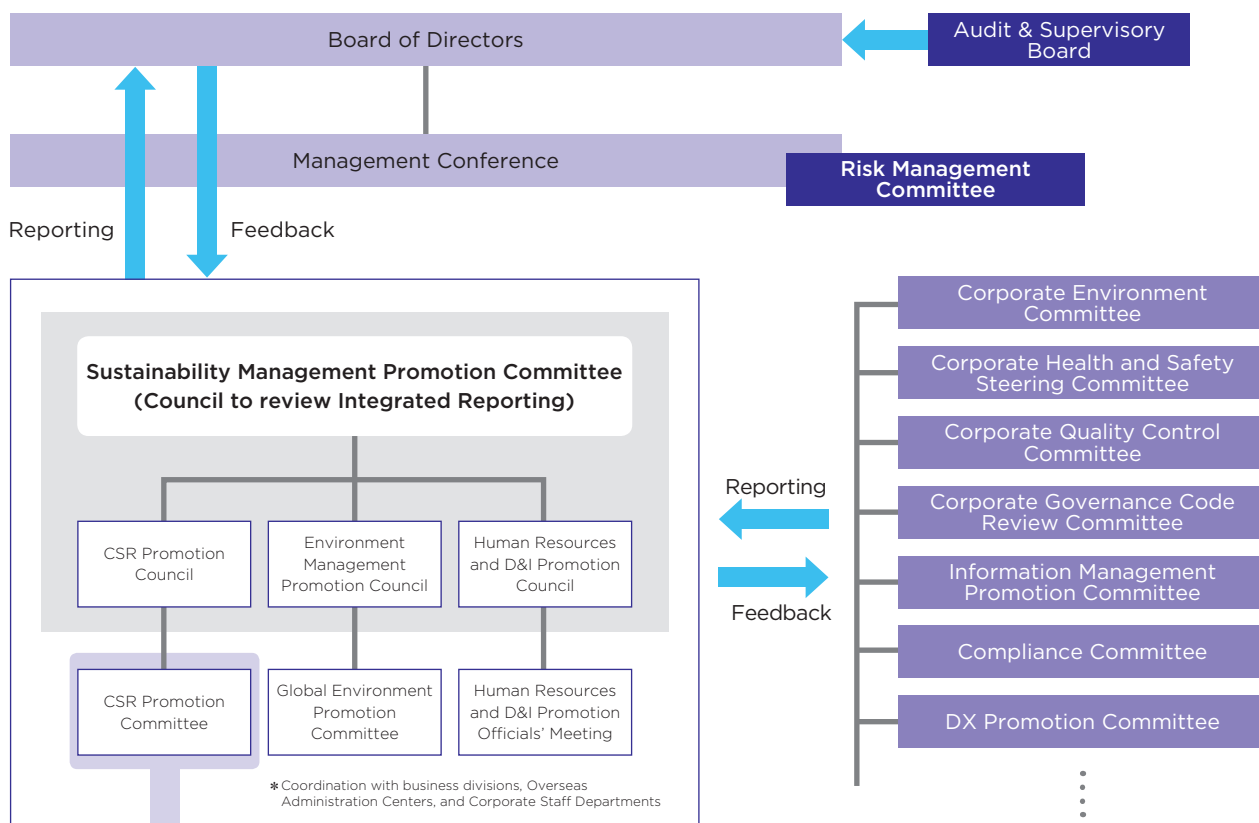 Board of Directors
Audit & Supervisory
Board
Management Conference
Risk Management
Committee
Reporting
Feedback
Sustainability Management Promotion Committee
(Council to review Integrated Reporting)
CSR Promotion
Council
Environment
Management
Promotion Council
Human Resources
and D&I Promotion
Council
CSR Promotion
Committee
Global Environment
Promotion
Committee
Human Resources
and D&I Promotion
Officials’ Meeting
＊Coordination with business divisions, Overseas
Administration Centers, and Corporate Staff Departments
Reporting
Feedback
Corporate Environment
Committee
Corporate Health and Safety
Steering Committee
Corporate Quality Control
Committee
Corporate Governance Code
Review Committee
Information Management
Promotion Committee
Compliance Committee
DX Promotion Committee